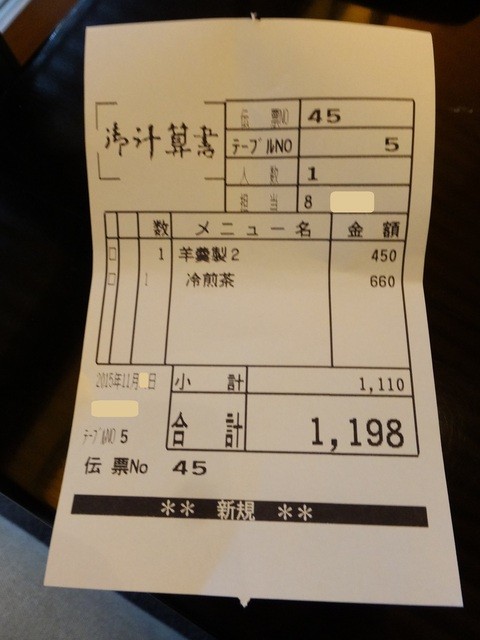 御計算書
伝票NO 45
テーブルNO 5
人数 1
担当 8
数 メニュー名 金額
1 羊羹製2 450
1 冷煎茶 660
2015年11月 日
小計 1,110
合計 1,198
テーブルNO 5
伝票No 45
** 新規 **